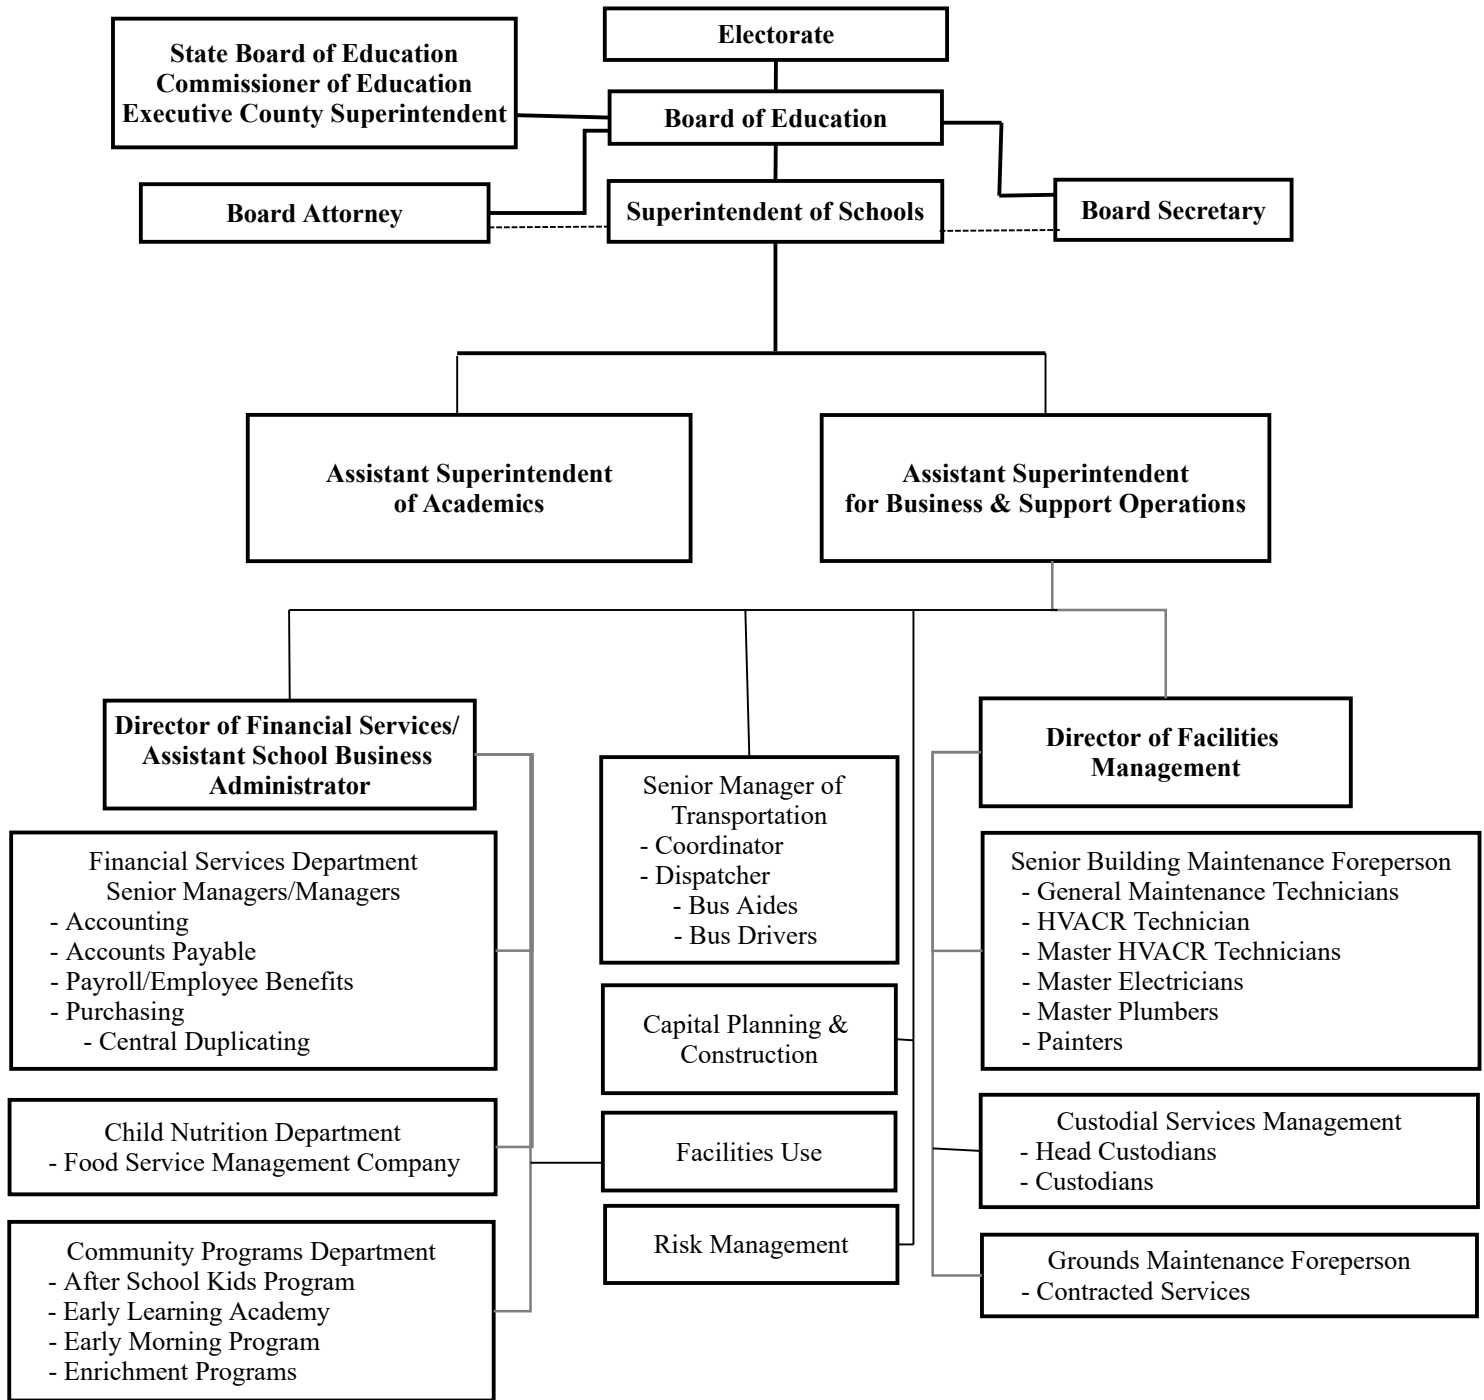 State Board of Education
Commissioner of Education
Executive County Superintendent
Electorate
Board of Education
Board Attorney
Superintendent of Schools
Board Secretary
Assistant Superintendent
of Academics
Assistant Superintendent
for Business & Support Operations
Director of Financial Services/
Assistant School Business
Administrator
Financial Services Department
Senior Managers/Managers
- Accounting
- Accounts Payable
- Payroll/Employee Benefits
- Purchasing
- Central Duplicating
Child Nutrition Department
- Food Service Management Company
Community Programs Department
- After School Kids Program
- Early Learning Academy
- Early Morning Program
- Enrichment Programs
Senior Manager of
Transportation
- Coordinator
- Dispatcher
- Bus Aides
- Bus Drivers
Capital Planning &
Construction
Facilities Use
Risk Management
Director of Facilities
Management
Senior Building Maintenance Foreperson
- General Maintenance Technicians
- HVACR Technician
- Master HVACR Technicians
- Master Electricians
- Master Plumbers
- Painters
Custodial Services Management
- Head Custodians
- Custodians
Grounds Maintenance Foreperson
- Contracted Services